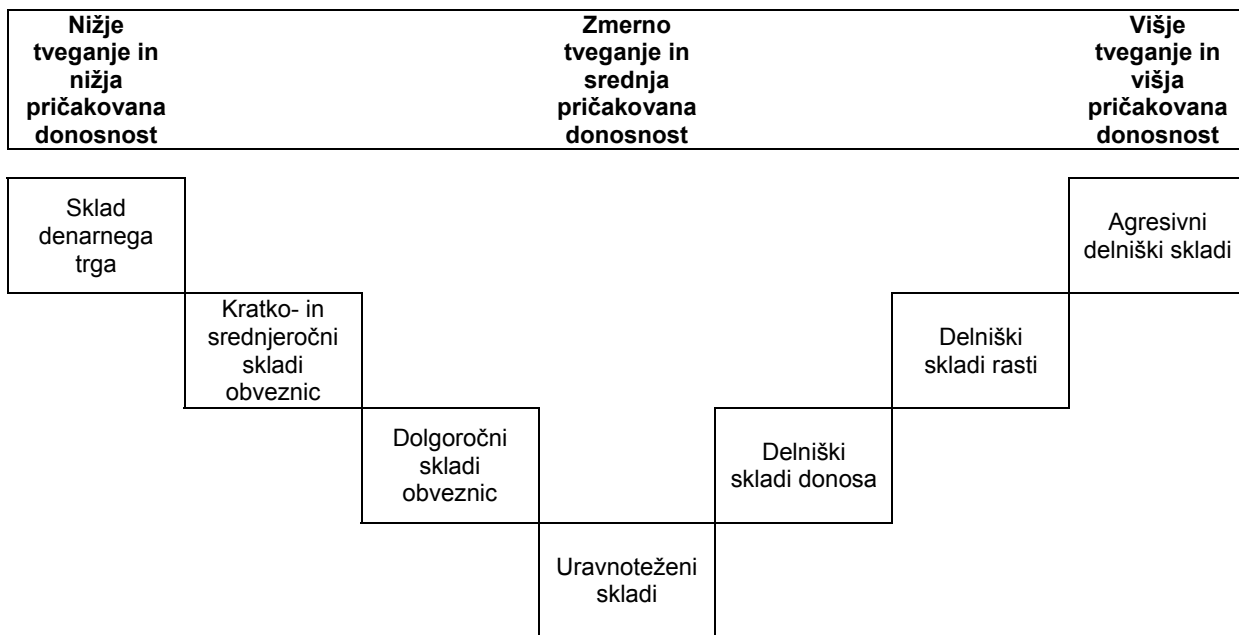 Nižje
tveganje in
nižja
pričakovana
donosnost
Zmerno
tveganje in
srednja
pričakovana
donosnost
Višje
tveganje in
višja
pričakovana
donosnost
Sklad
denarnega
trga
Agresivni
delniški skladi
Kratko- in
srednjeročni
skladi
obveznic
Delniški
skladi rasti
Dolgoročni
skladi
obveznic
Delniški
skladi donosa
Uravnoteženi
skladi